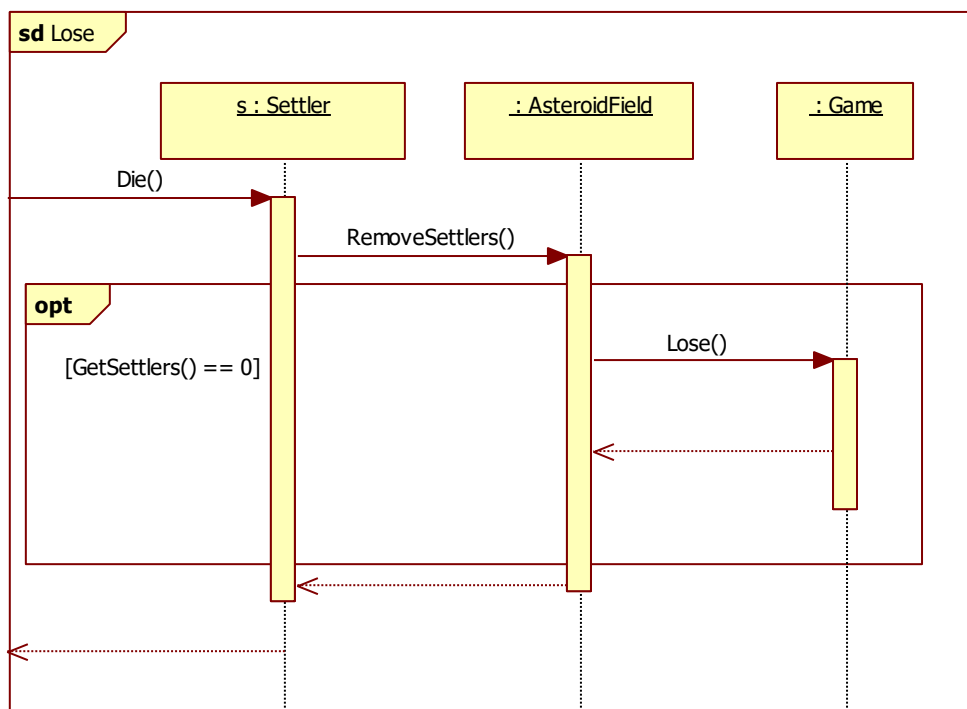 sd Lose
s : Settler
: AsteroidField
: Game
Die()
RemoveSettlers()
opt
Lose()
[GetSettlers() == 0]